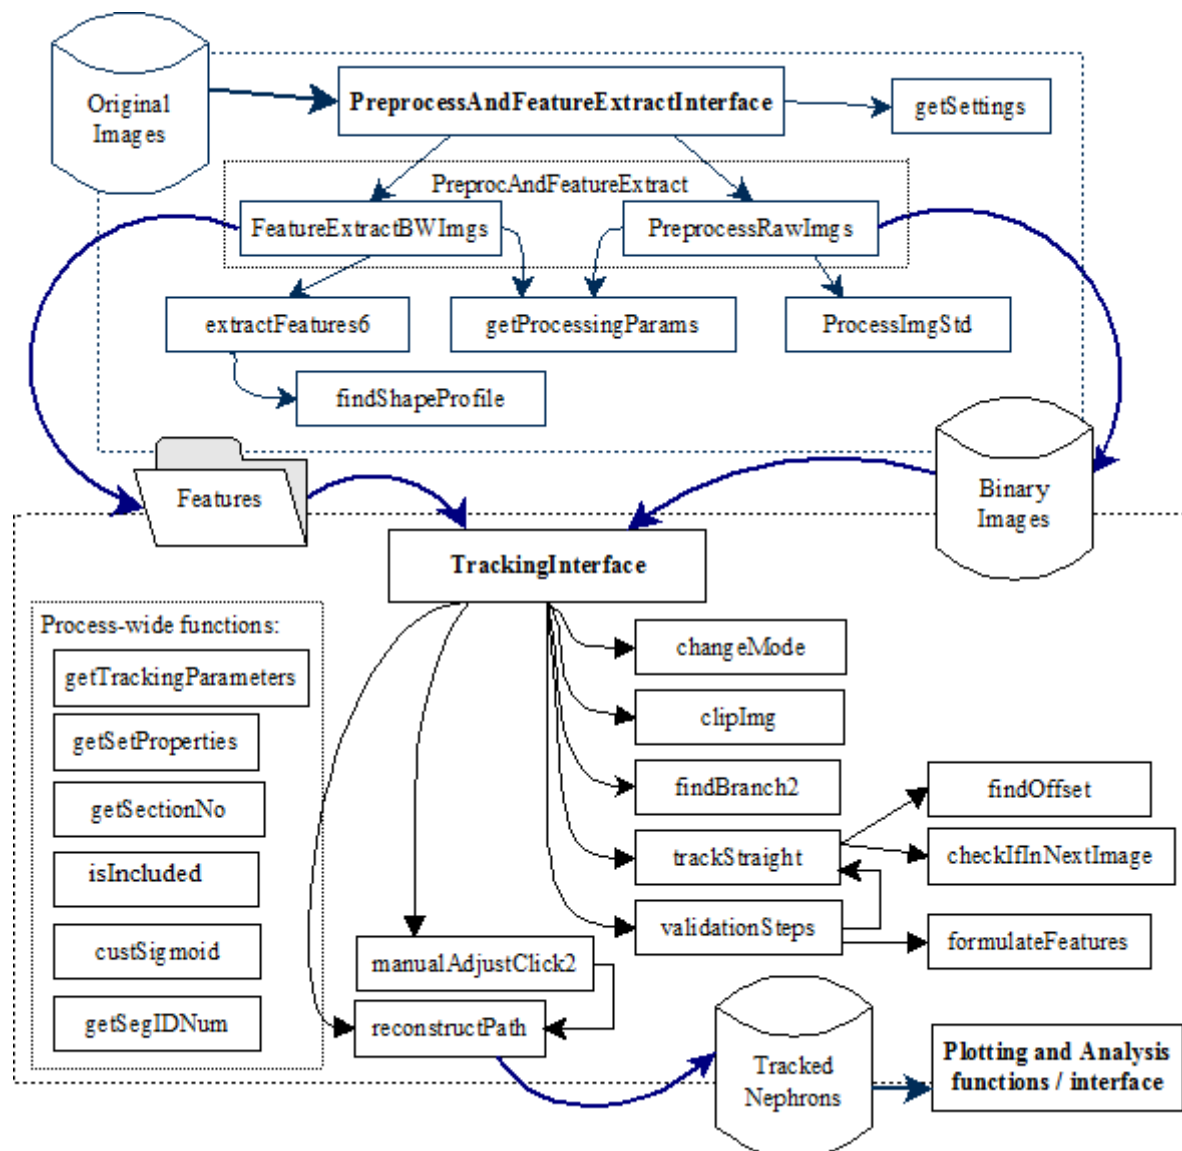 Original
Images
PreprocessAndFeatureExtractInterface
getSettings
PreprocAndFeatureExtract
FeatureExtractBWImgs
PreprocessRawImgs
extractFeatures6
getProcessingParams
ProcessImgStd
findShapeProfile
Features
Binary
Images
TrackingInterface
Process-wide functions:
getTrackingParameters
getSetProperties
getSectionNo
isIncluded
custSigmoid
getSegIDNum
changeMode
clipImg
findBranch2
trackStraight
validationSteps
findOffset
checkIfInNextImage
formulateFeatures
manualAdjustClick2
reconstructPath
Tracked
Nephrons
Plotting and Analysis
functions / interface